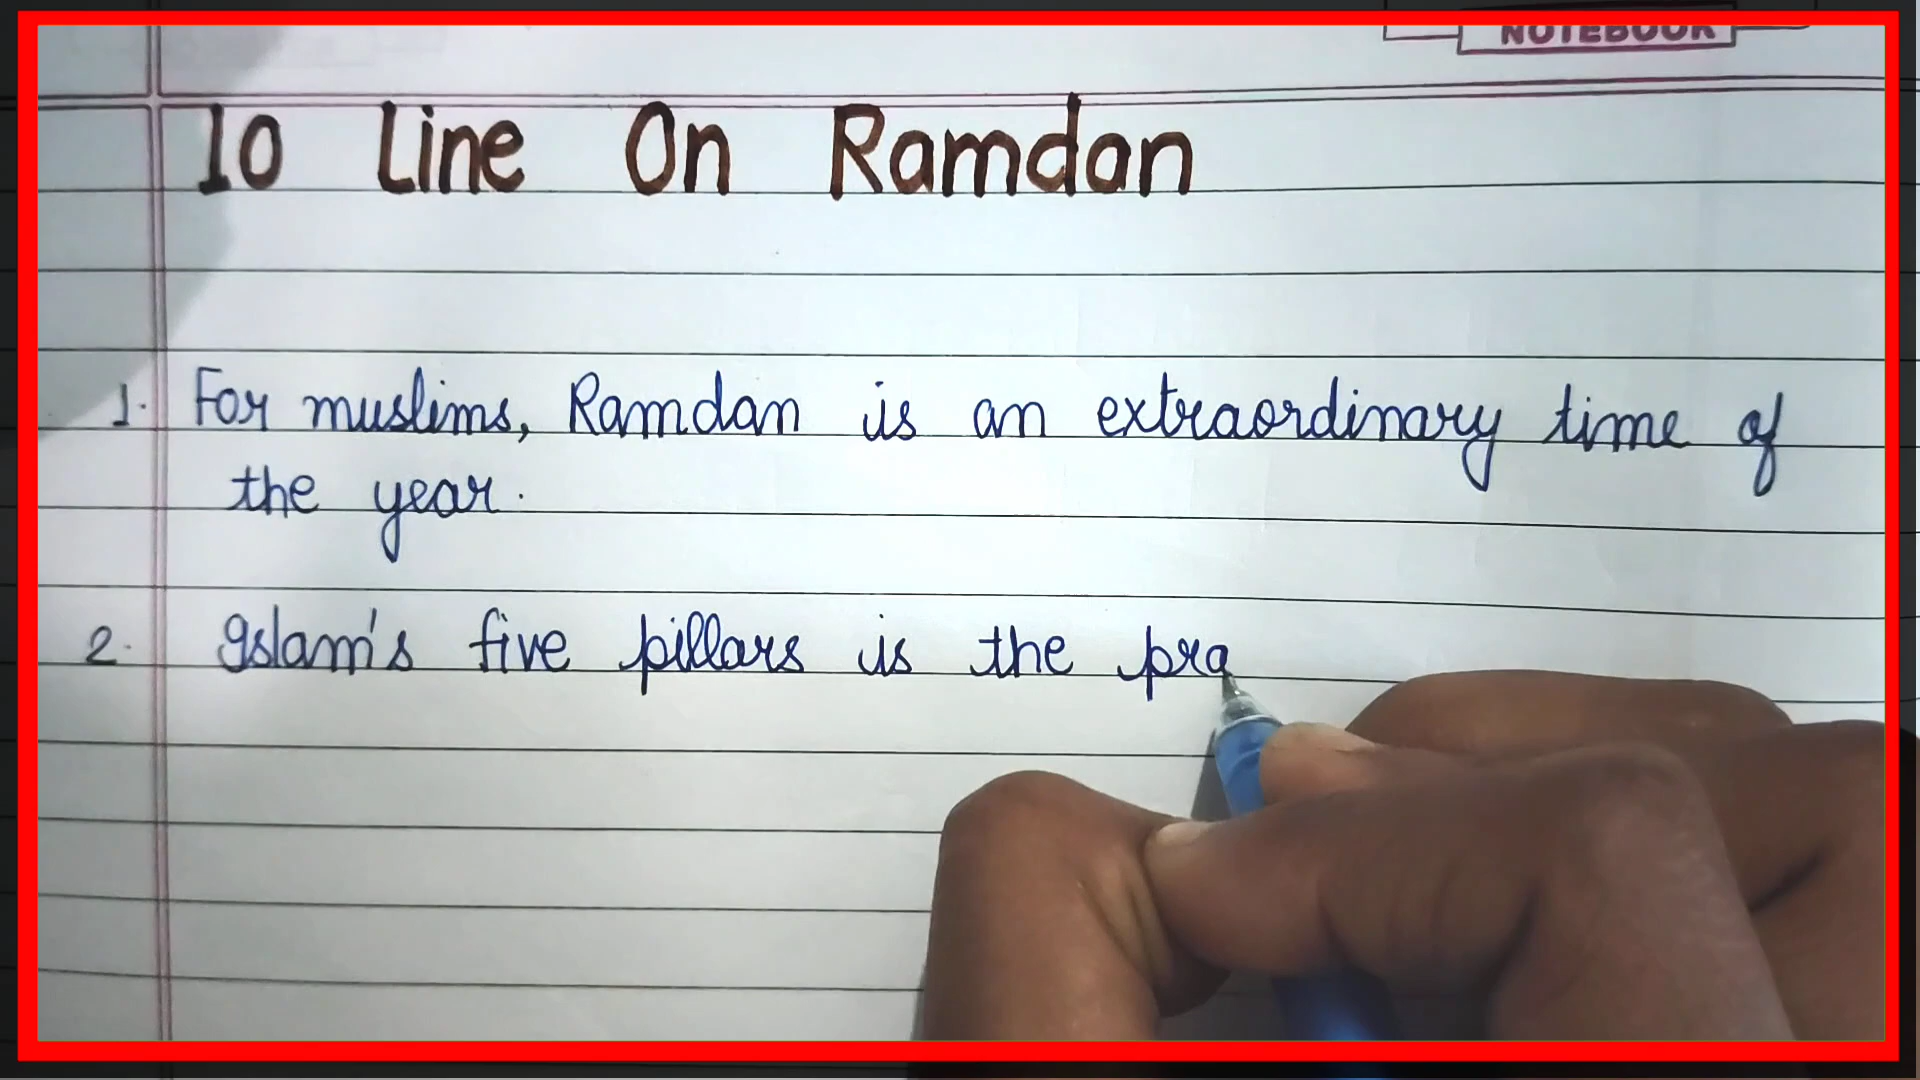 NOTEBOOK
10 Line On Ramdan
1. For muslims, Ramdan is an extraordinary time of
the year.
2. Islam's five pillars is the pra